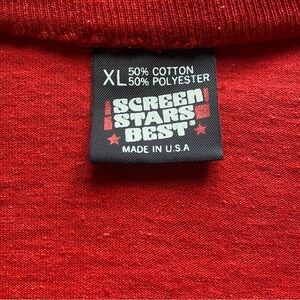 XL 50% COTTON
50% POLYESTER
SCREEN
STARS
BEST®
MADE IN U.S.A